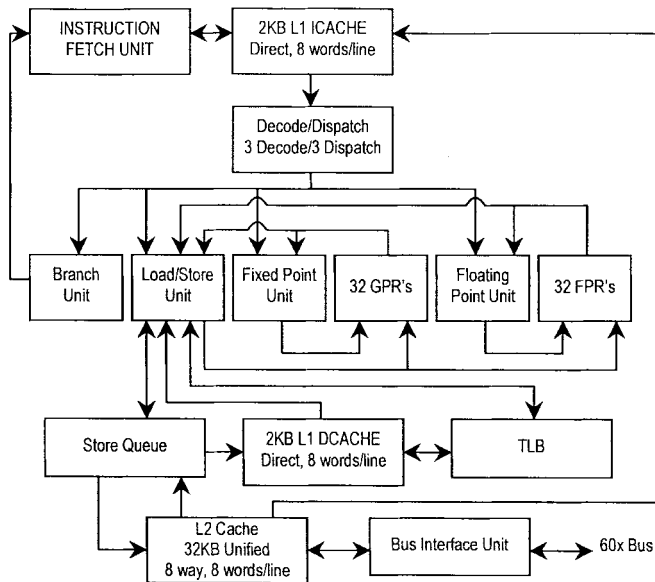 INSTRUCTION
FETCH UNIT
2KB L1 ICACHE
Direct, 8 words/line
Decode/Dispatch
3 Decode/3 Dispatch
Branch
Unit
Load/Store
Unit
Fixed Point
Unit
32 GPR's
Floating
Point Unit
32 FPR's
Store Queue
2KB L1 DCACHE
Direct, 8 words/line
TLB
L2 Cache
32KB Unified
8 way, 8 words/line
Bus Interface Unit
60x Bus